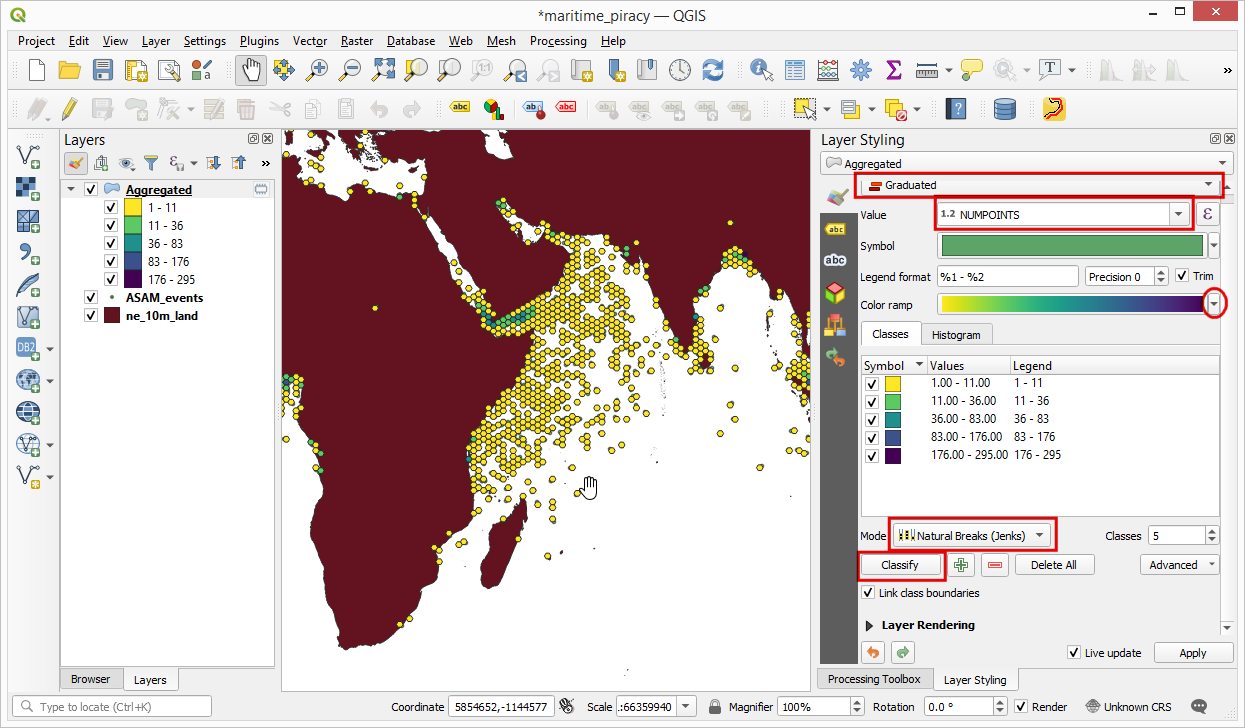 *maritime_piracy — QGIS
Project Edit View Layer Settings Plugins Vector Raster Database Web Mesh Processing Help
Layers
Aggregated
1 - 11
11 - 36
36 - 83
83 - 176
176 - 295
ASAM_events
ne_10m_land
Browser Layers
Layer Styling
Aggregated
Graduated
Value 1.2 NUMPOINTS ε
Symbol
Legend format %1 - %2 Precision 0 Trim
Color ramp
Classes Histogram
Symbol Values Legend
1.00 - 11.00 1 - 11
11.00 - 36.00 11 - 36
36.00 - 83.00 36 - 83
83.00 - 176.00 83 - 176
176.00 - 295.00 176 - 295
Mode Natural Breaks (Jenks) Classes 5
Classify Delete All Advanced
Link class boundaries
Layer Rendering
Live update Apply
Processing Toolbox Layer Styling
Type to locate (Ctrl+K) Coordinate 5854652,-1144577 Scale .:66359940 Magnifier 100% Rotation 0.0 ° Render Unknown CRS